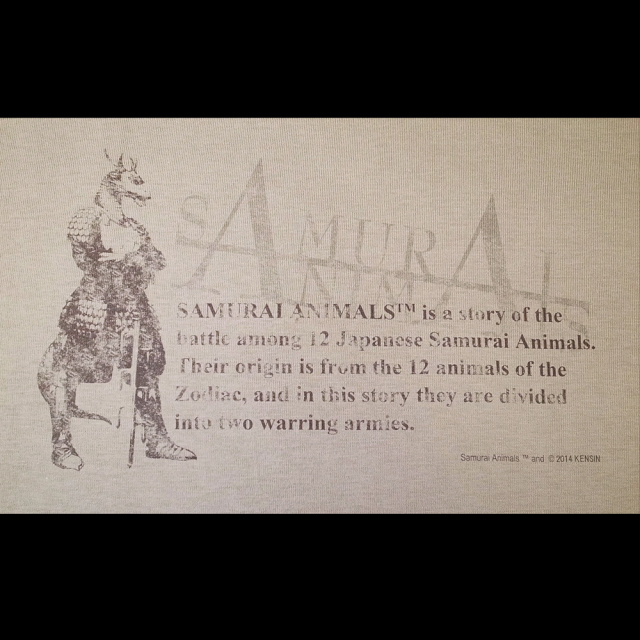 SAMURAI
ANIMALS
SAMURAI ANIMALS™ is a story of the
battle among 12 Japanese Samurai Animals.
Their origin is from the 12 animals of the
Zodiac, and in this story they are divided
into two warring armies.
Samurai Animals ™ and © 2014 KENSIN